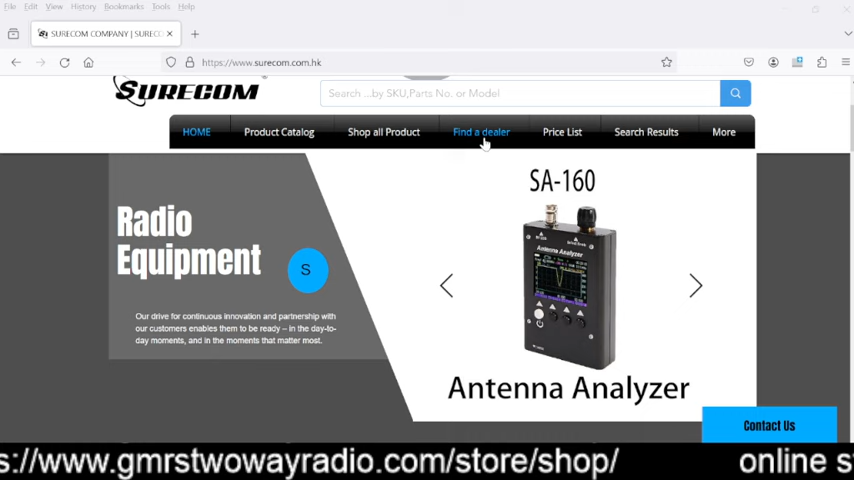 File Edit View History Bookmarks Tools Help
SURECOM COMPANY | SUREC
https://www.surecom.com.hk
SURECOM
Search ...by SKU,Parts No. or Model
HOME Product Catalog Shop all Product Find a dealer Price List Search Results More
SA-160
Radio
Equipment
S
Antenna Analyzer
Our drive for continuous innovation and partnership with
our customers enables them to be ready – in the day-to-
day moments, and in the moments that matter most.
Antenna Analyzer
Contact Us
s://www.gmrstwowayradio.com/store/shop/ online s